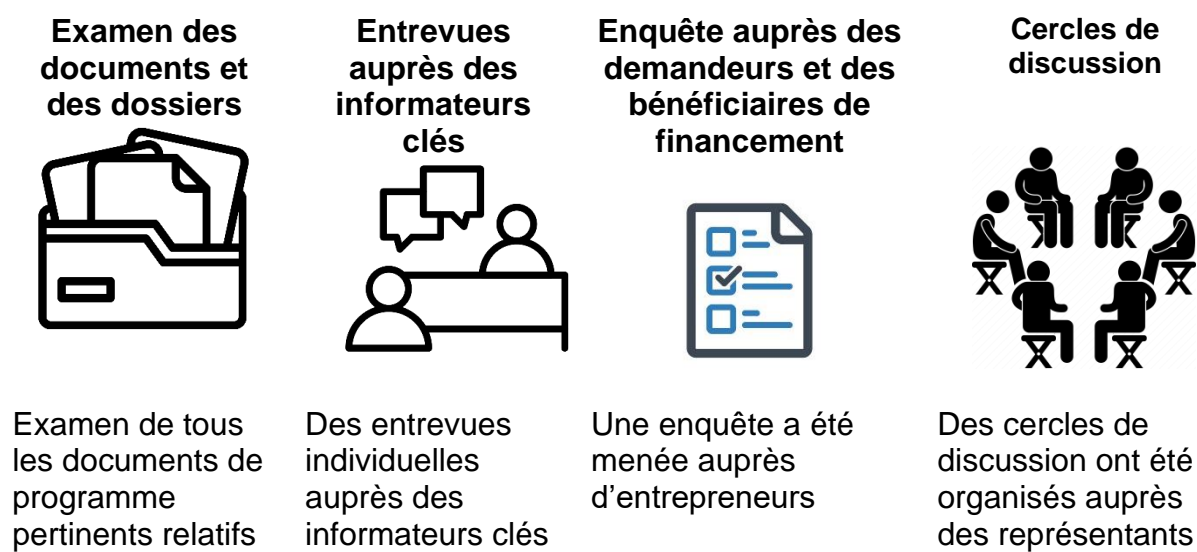 Examen des
documents et
des dossiers
Entrevues
auprès des
informateurs
clés
Enquête auprès des
demandeurs et des
bénéficiaires de
financement
Cercles de
discussion
Examen de tous
les documents de
programme
pertinents relatifs
Des entrevues
individuelles
auprès des
informateurs clés
Une enquête a été
menée auprès
d’entrepreneurs
Des cercles de
discussion ont été
organisés auprès
des représentants